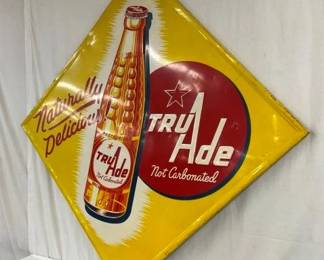 Naturally
Delicious!
TRU
Ade
Not Carbonated
TRU
Ade
Not Carbonated